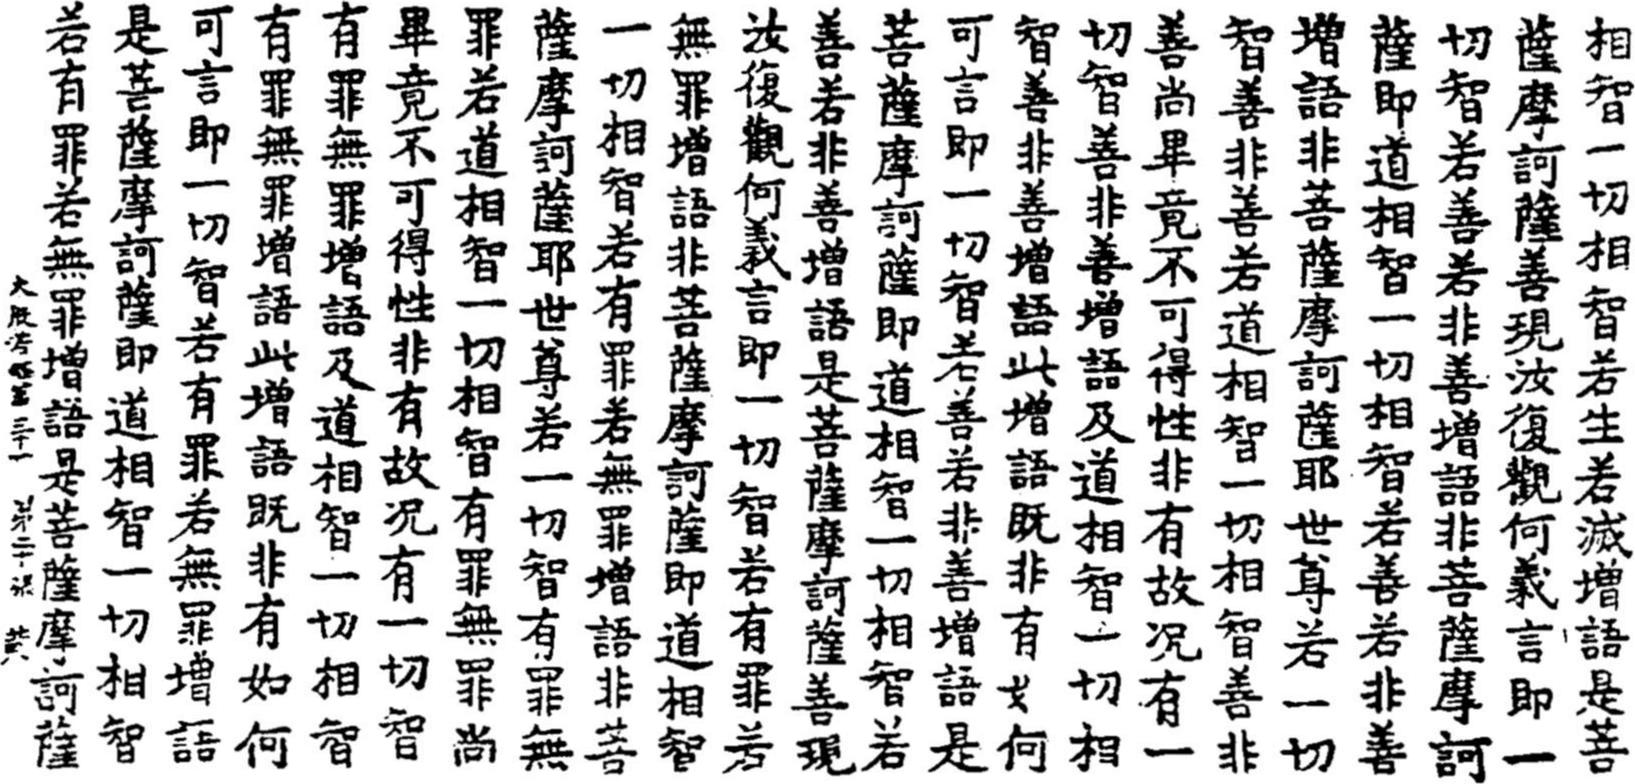 相智一切相智若生若滅增語是菩
薩摩訶薩善現汝復觀何義言即一
切智若善若非善增語非菩薩摩訶
薩即道相智一切相智若善若非善
增語非菩薩摩訶薩耶世尊若一切
智善非善若道相智一切相智善非
善尚畢竟不可得性非有故况有一
切智善非善增語及道相智一切相
智善非善增語此增語既非有何
可言即一切智若善若非善增語是
菩薩摩訶薩即道相智一切相智若
善若非善增語是菩薩摩訶薩善現
汝復觀何義言即一切智若有罪若
無罪增語非菩薩摩訶薩即道相智
一切相智若有罪若無罪增語非菩
薩摩訶薩耶世尊若一切智有罪無
罪若道相智一切相智有罪無罪尚
畢竟不可得性非有故况有一切智
有罪無罪增語及道相智一切相智
有罪無罪增語此增語既非有如何
可言即一切智若有罪若無罪增語
是菩薩摩訶薩即道相智一切相智
若有罪若無罪增語是菩薩摩訶薩
大般若經第三十一 第二十張 黄